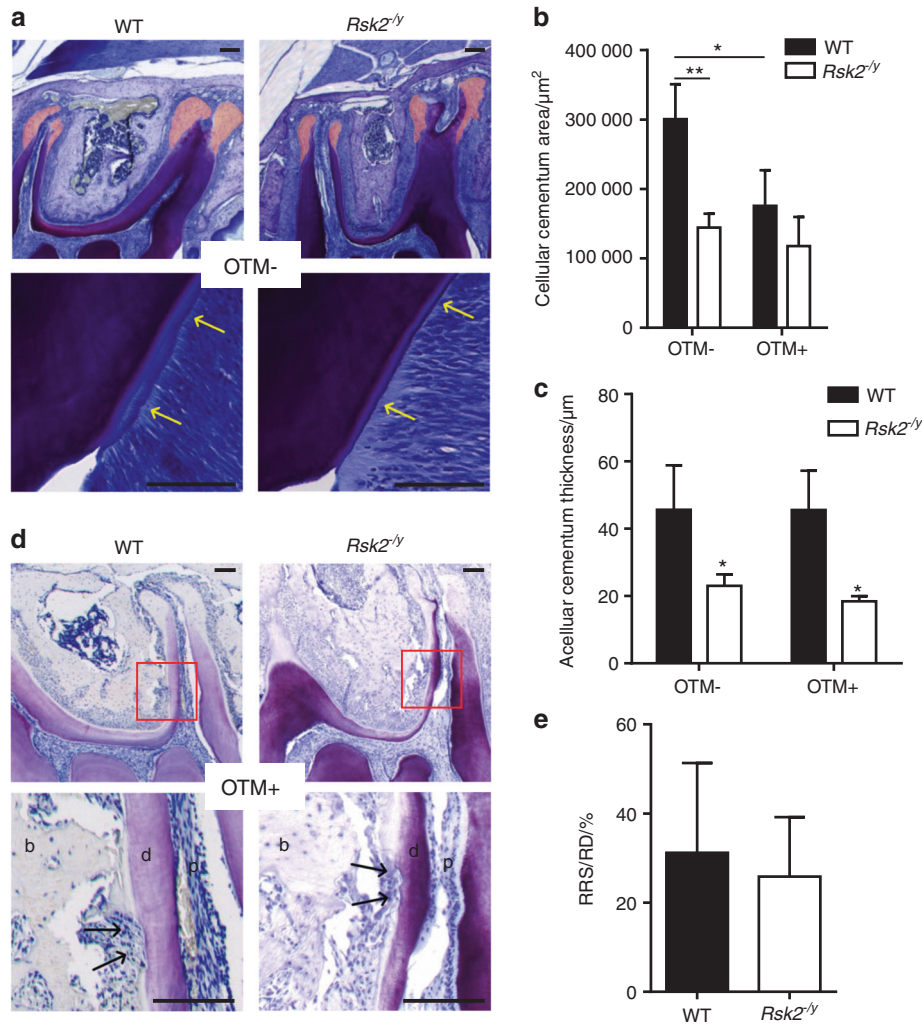 a
WT
Rsk2-/y
OTM-
b
Cellular cementum area/μm²
400 000
300 000
200 000
100 000
0
*
**
WT
Rsk2-/y
OTM-
OTM+
c
Acelluar cementum thickness/μm
80
60
40
20
0
WT
Rsk2-/y
*
*
OTM-
OTM+
d
WT
Rsk2-/y
OTM+
b
d
p
b
d
p
e
RRS/RD/%
60
40
20
0
WT
Rsk2-/y